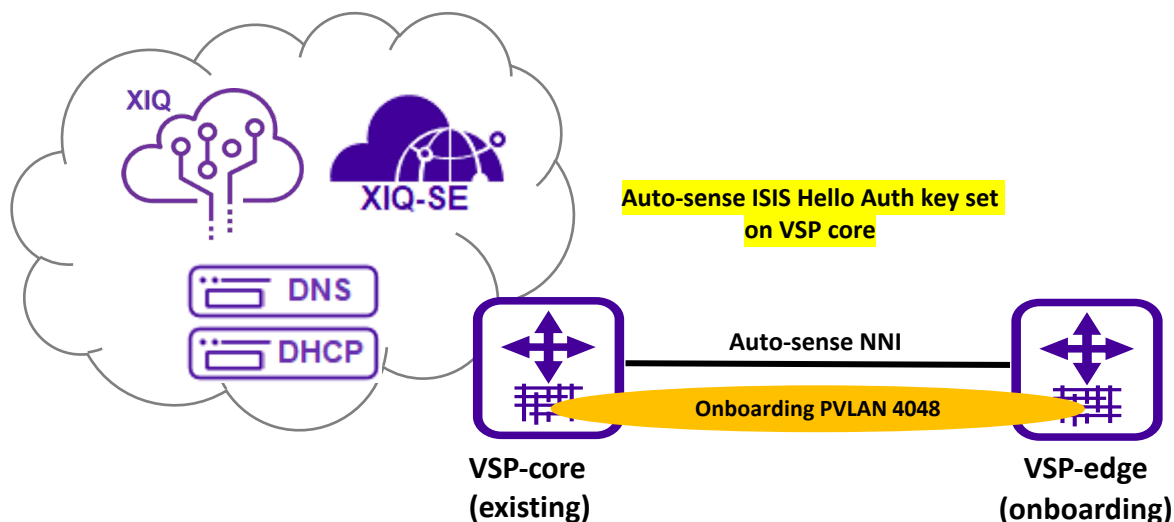 XIQ
XIQ-SE
Auto-sense ISIS Hello Auth key set
on VSP core
DNS
DHCP
Auto-sense NNI
Onboarding PVLAN 4048
VSP-core
(existing)
VSP-edge
(onboarding)